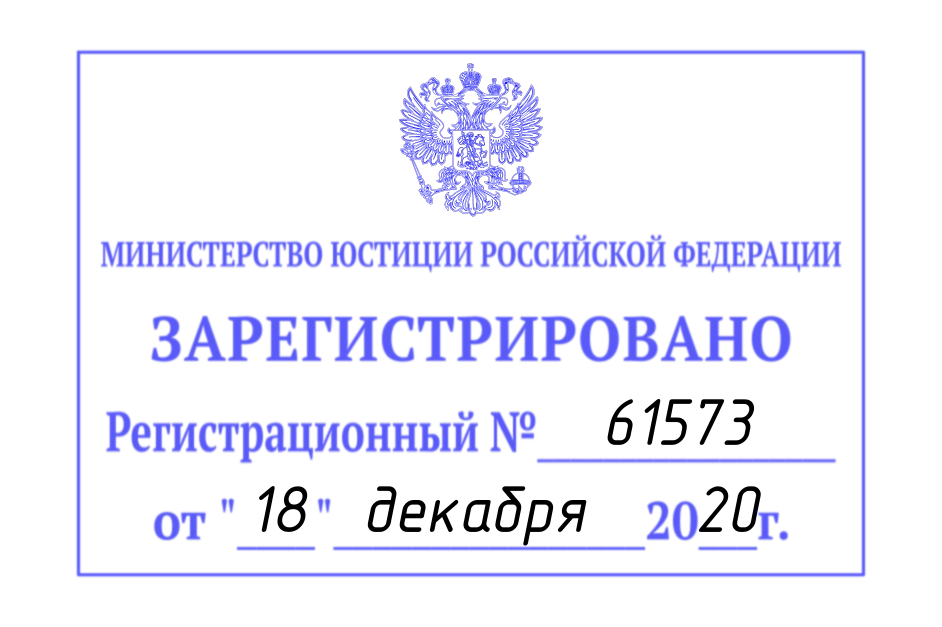 МИНИСТЕРСТВО ЮСТИЦИИ РОССИЙСКОЙ ФЕДЕРАЦИИ
ЗАРЕГИСТРИРОВАНО
Регистрационный № 61573
от "18" декабря 2020г.